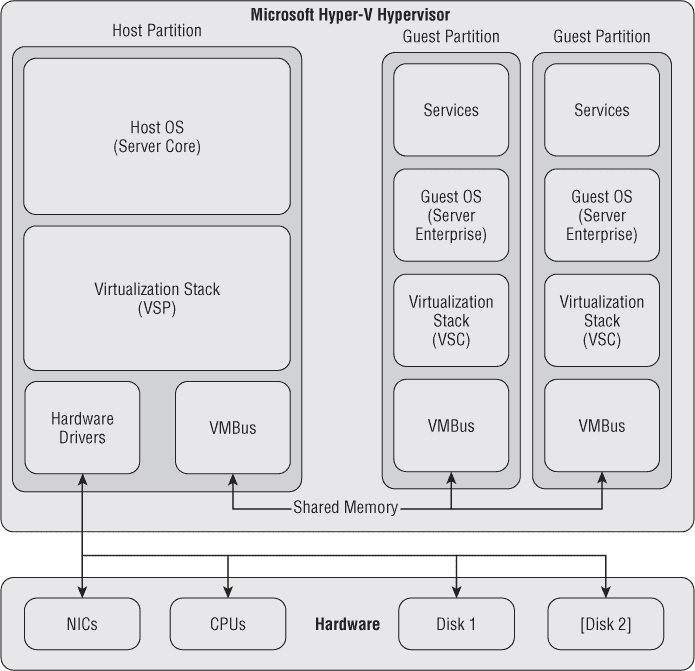 Microsoft Hyper-V Hypervisor
Host Partition
Guest Partition
Guest Partition
Host OS
(Server Core)
Virtualization Stack
(VSP)
Hardware
Drivers
VMBus
Services
Guest OS
(Server
Enterprise)
Virtualization
Stack
(VSC)
VMBus
Services
Guest OS
(Server
Enterprise)
Virtualization
Stack
(VSC)
VMBus
Shared Memory
NICs
CPUs
Hardware
Disk 1
[Disk 2]